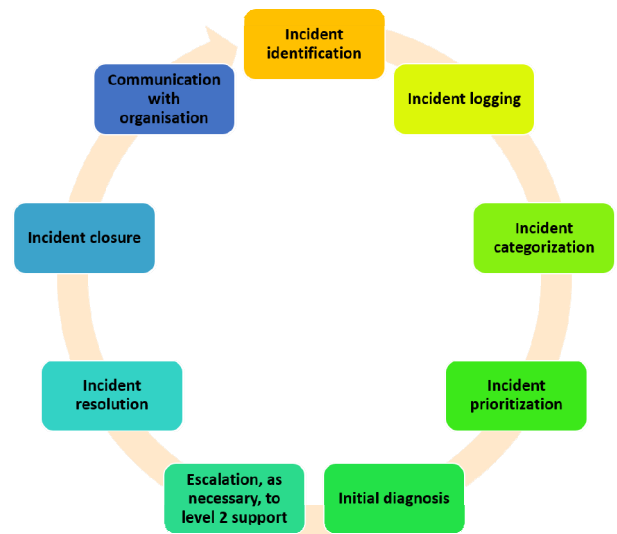 Incident
identification
Incident logging
Incident
categorization
Incident
prioritization
Initial diagnosis
Escalation, as
necessary, to
level 2 support
Incident
resolution
Incident closure
Communication
with
organisation